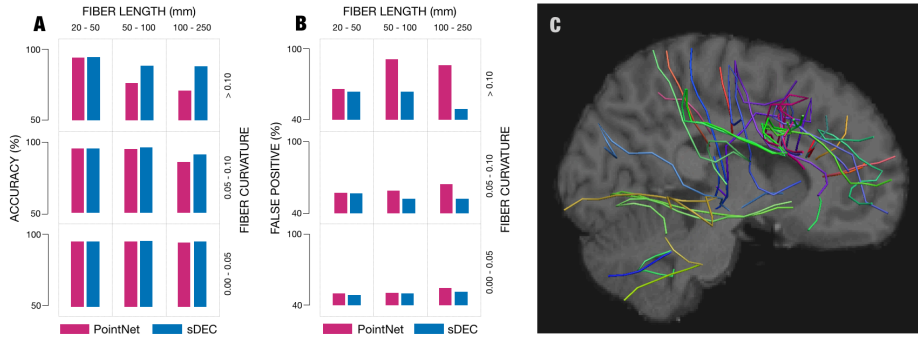 A
FIBER LENGTH (mm)
20 - 50
50 - 100
100 - 250
100
50
100
50
100
50
ACCURACY (%)
> 0.10
0.05 - 0.10
0.00 - 0.05
FIBER CURVATURE
PointNet
sDEC
B
FIBER LENGTH (mm)
20 - 50
50 - 100
100 - 250
100
40
100
40
100
40
FALSE POSITIVE (%)
> 0.10
0.05 - 0.10
0.00 - 0.05
FIBER CURVATURE
PointNet
sDEC
C